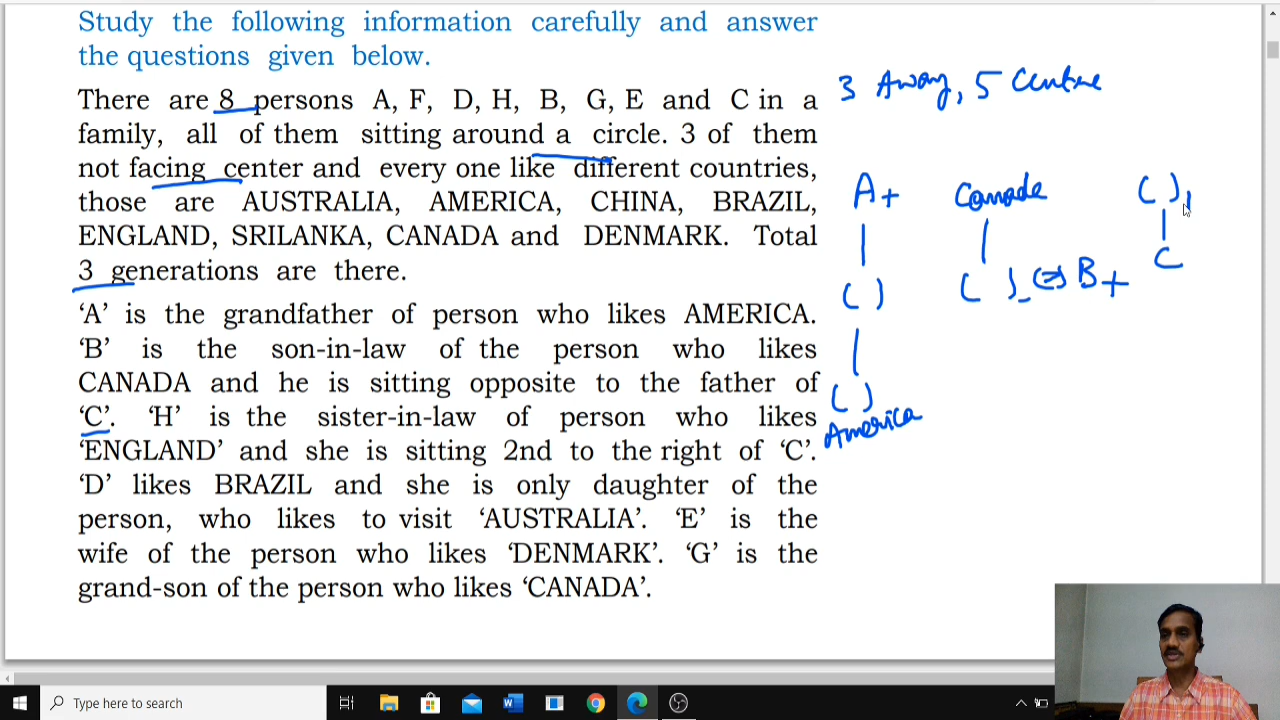 Study the following information carefully and answer
the questions given below.
There are 8 persons A, F, D, H, B, G, E and C in a
family, all of them sitting around a circle. 3 of them
not facing center and every one like different countries,
those are AUSTRALIA, AMERICA, CHINA, BRAZIL,
ENGLAND, SRILANKA, CANADA and DENMARK. Total
3 generations are there.
‘A’ is the grandfather of person who likes AMERICA.
‘B’ is the son-in-law of the person who likes
CANADA and he is sitting opposite to the father of
‘C’. ‘H’ is the sister-in-law of person who likes
‘ENGLAND’ and she is sitting 2nd to the right of ‘C’.
‘D’ likes BRAZIL and she is only daughter of the
person, who likes to visit ‘AUSTRALIA’. ‘E’ is the
wife of the person who likes ‘DENMARK’. ‘G’ is the
grand-son of the person who likes ‘CANADA’.
3 Away, 5 Centre
A+ Canada ( )
( ) ( )- ⇔ B+ C
( )
America
Type here to search